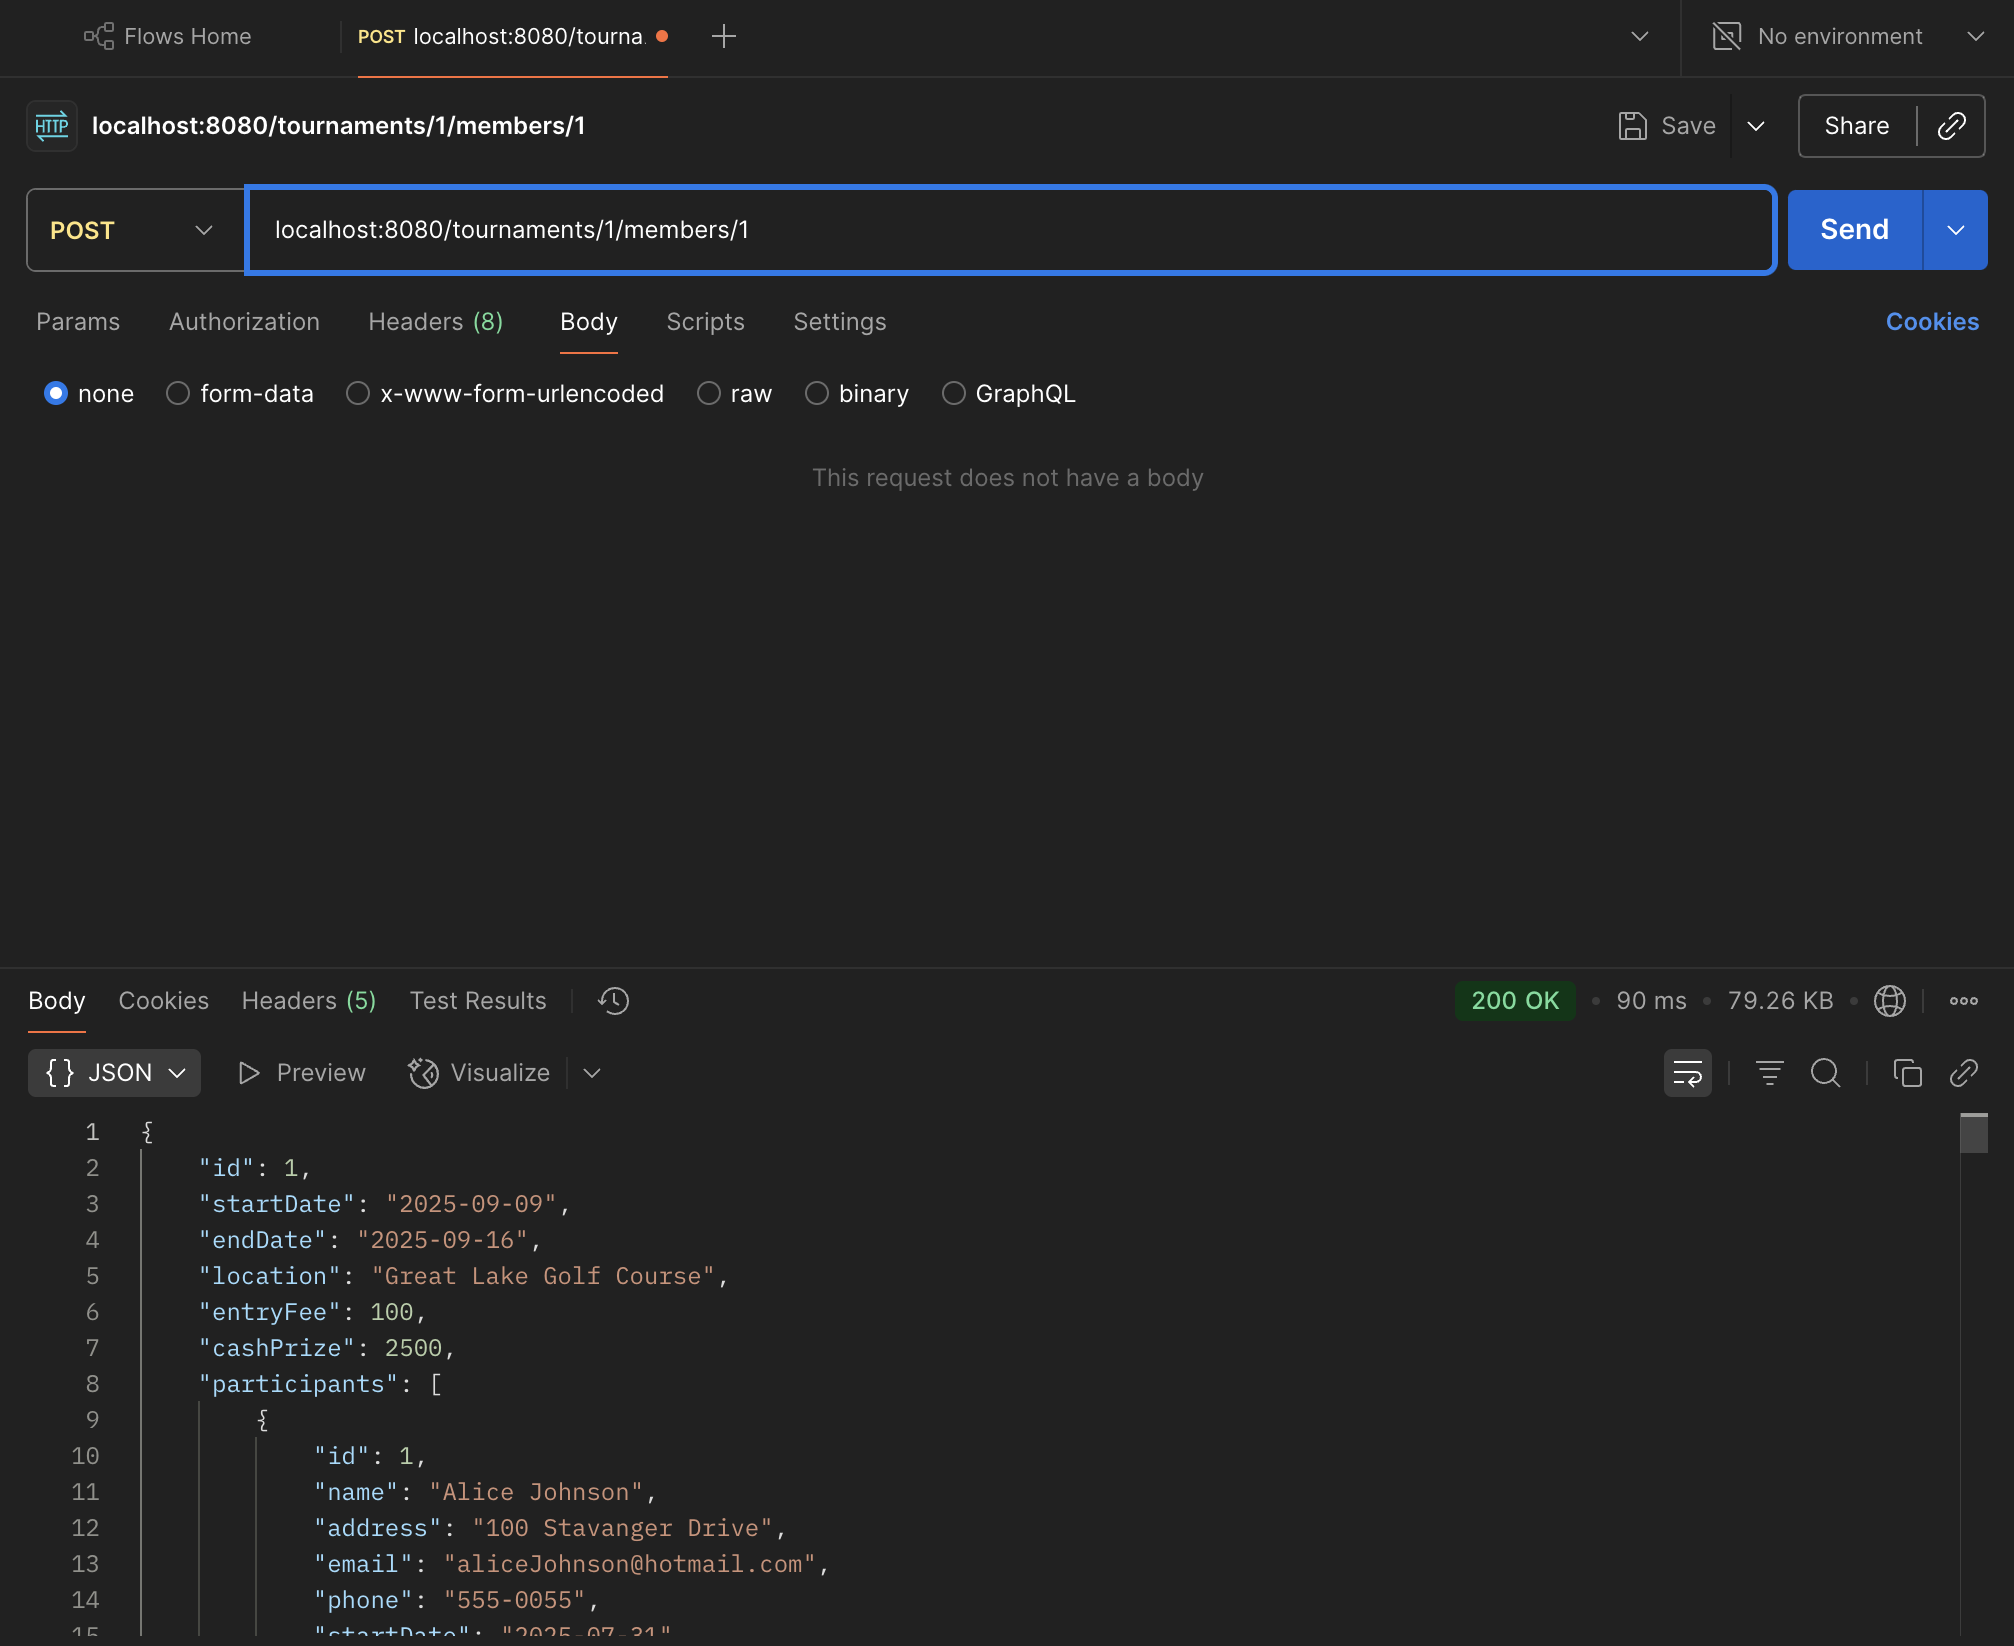 Flows Home
POST localhost:8080/tourna.
No environment
HTTP localhost:8080/tournaments/1/members/1
Save
Share
POST
localhost:8080/tournaments/1/members/1
Send
Params Authorization Headers (8) Body Scripts Settings
Cookies
none form-data x-www-form-urlencoded raw binary GraphQL
This request does not have a body
Body Cookies Headers (5) Test Results
200 OK • 90 ms • 79.26 KB
{} JSON Preview Visualize
1 {
2 "id": 1,
3 "startDate": "2025-09-09",
4 "endDate": "2025-09-16",
5 "location": "Great Lake Golf Course",
6 "entryFee": 100,
7 "cashPrize": 2500,
8 "participants": [
9 {
10 "id": 1,
11 "name": "Alice Johnson",
12 "address": "100 Stavanger Drive",
13 "email": "aliceJohnson@hotmail.com",
14 "phone": "555-0055",
15 "startDate": "2025-07-31"